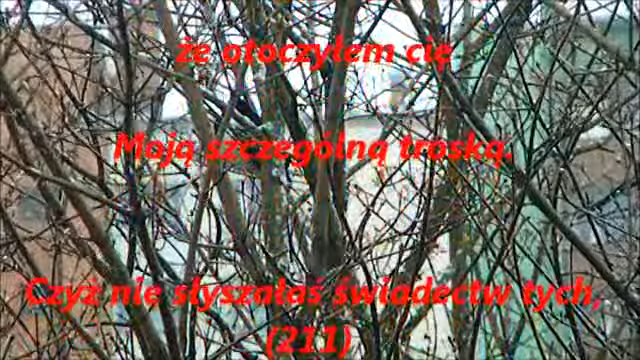 że otoczyłem cię
Moją szczególną troską.
Czyż nie słyszałaś świadectw tych,
(211)